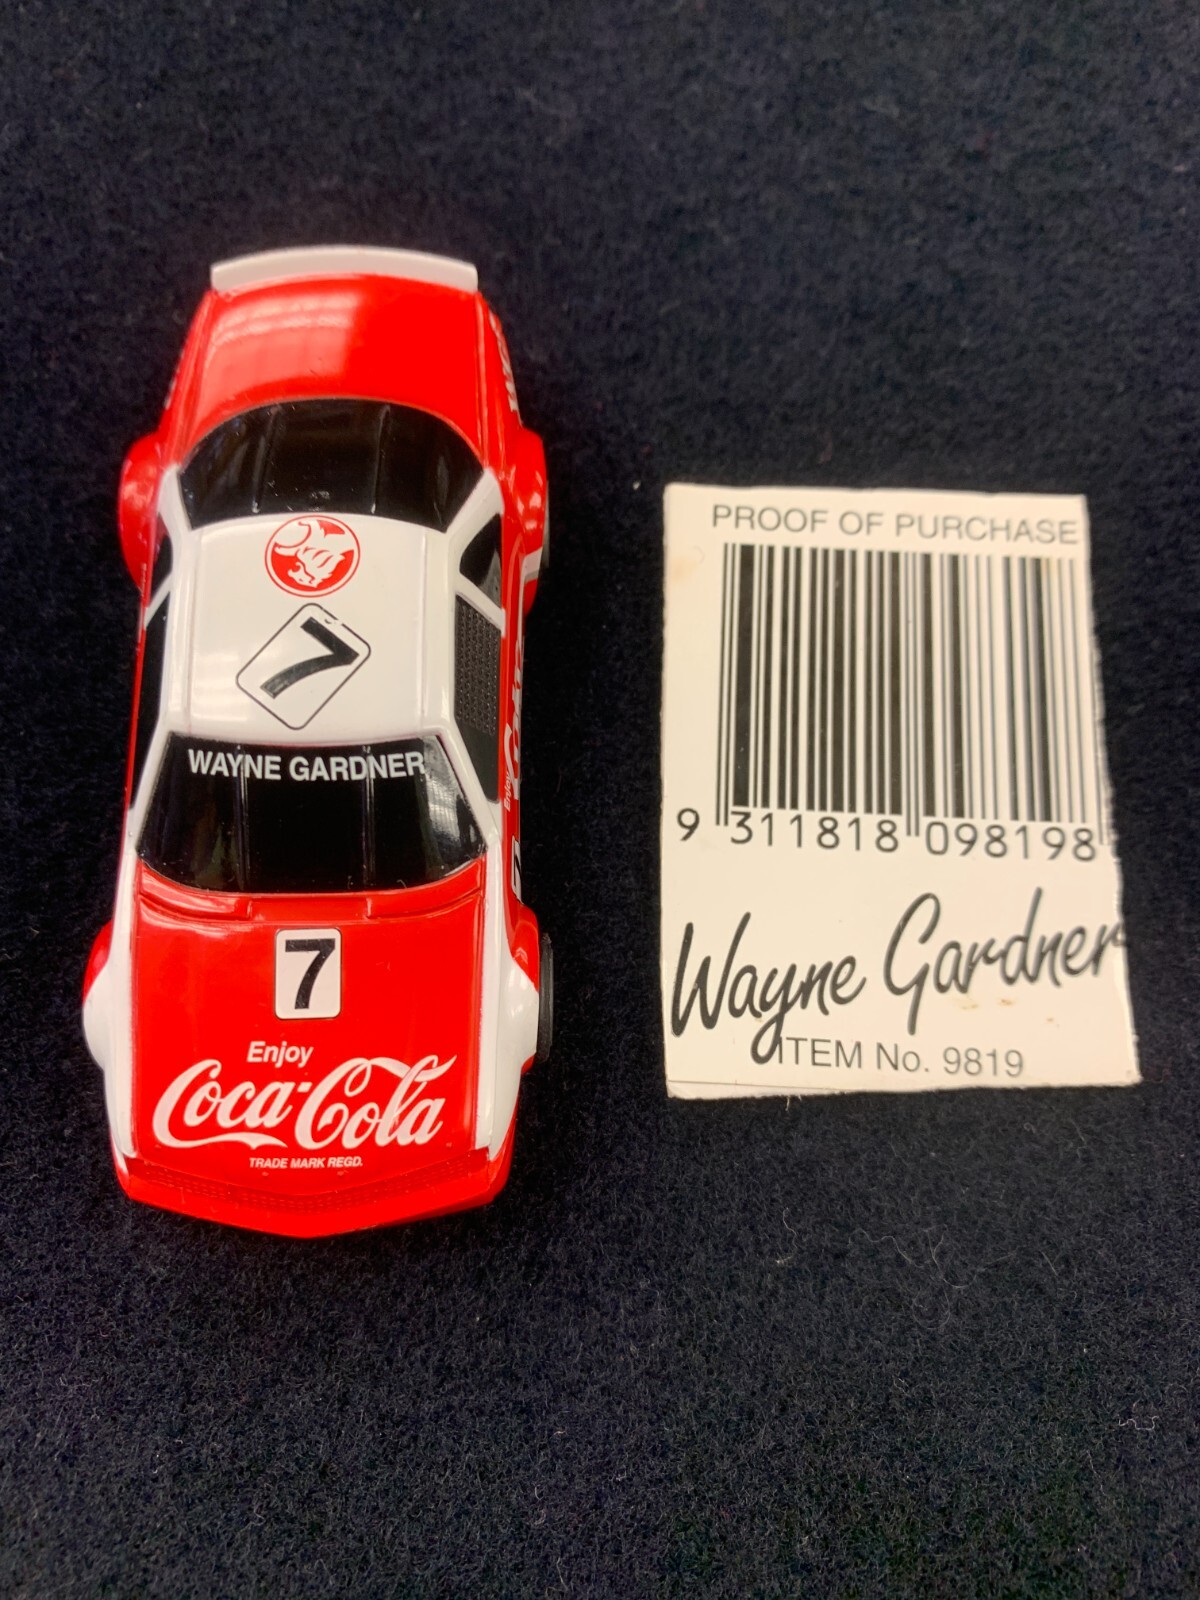 7
WAYNE GARDNER
7
Enjoy
Coca-Cola
TRADE MARK REGD.
Enjoy
PROOF OF PURCHASE
9 311818 098198
Wayne Gardner
ITEM No. 9819